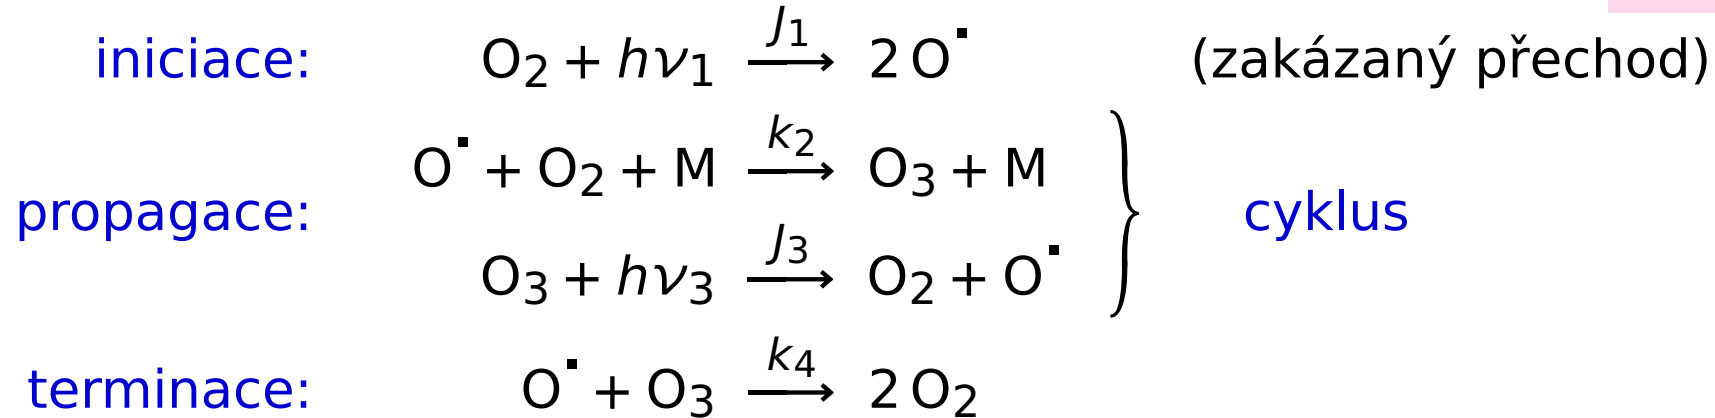 iniciace: O₂ + hν₁ —J₁→ 2 O˙ (zakázaný přechod)
O˙ + O₂ + M —k₂→ O₃ + M
propagace: cyklus
O₃ + hν₃ —J₃→ O₂ + O˙
terminace: O˙ + O₃ —k₄→ 2 O₂